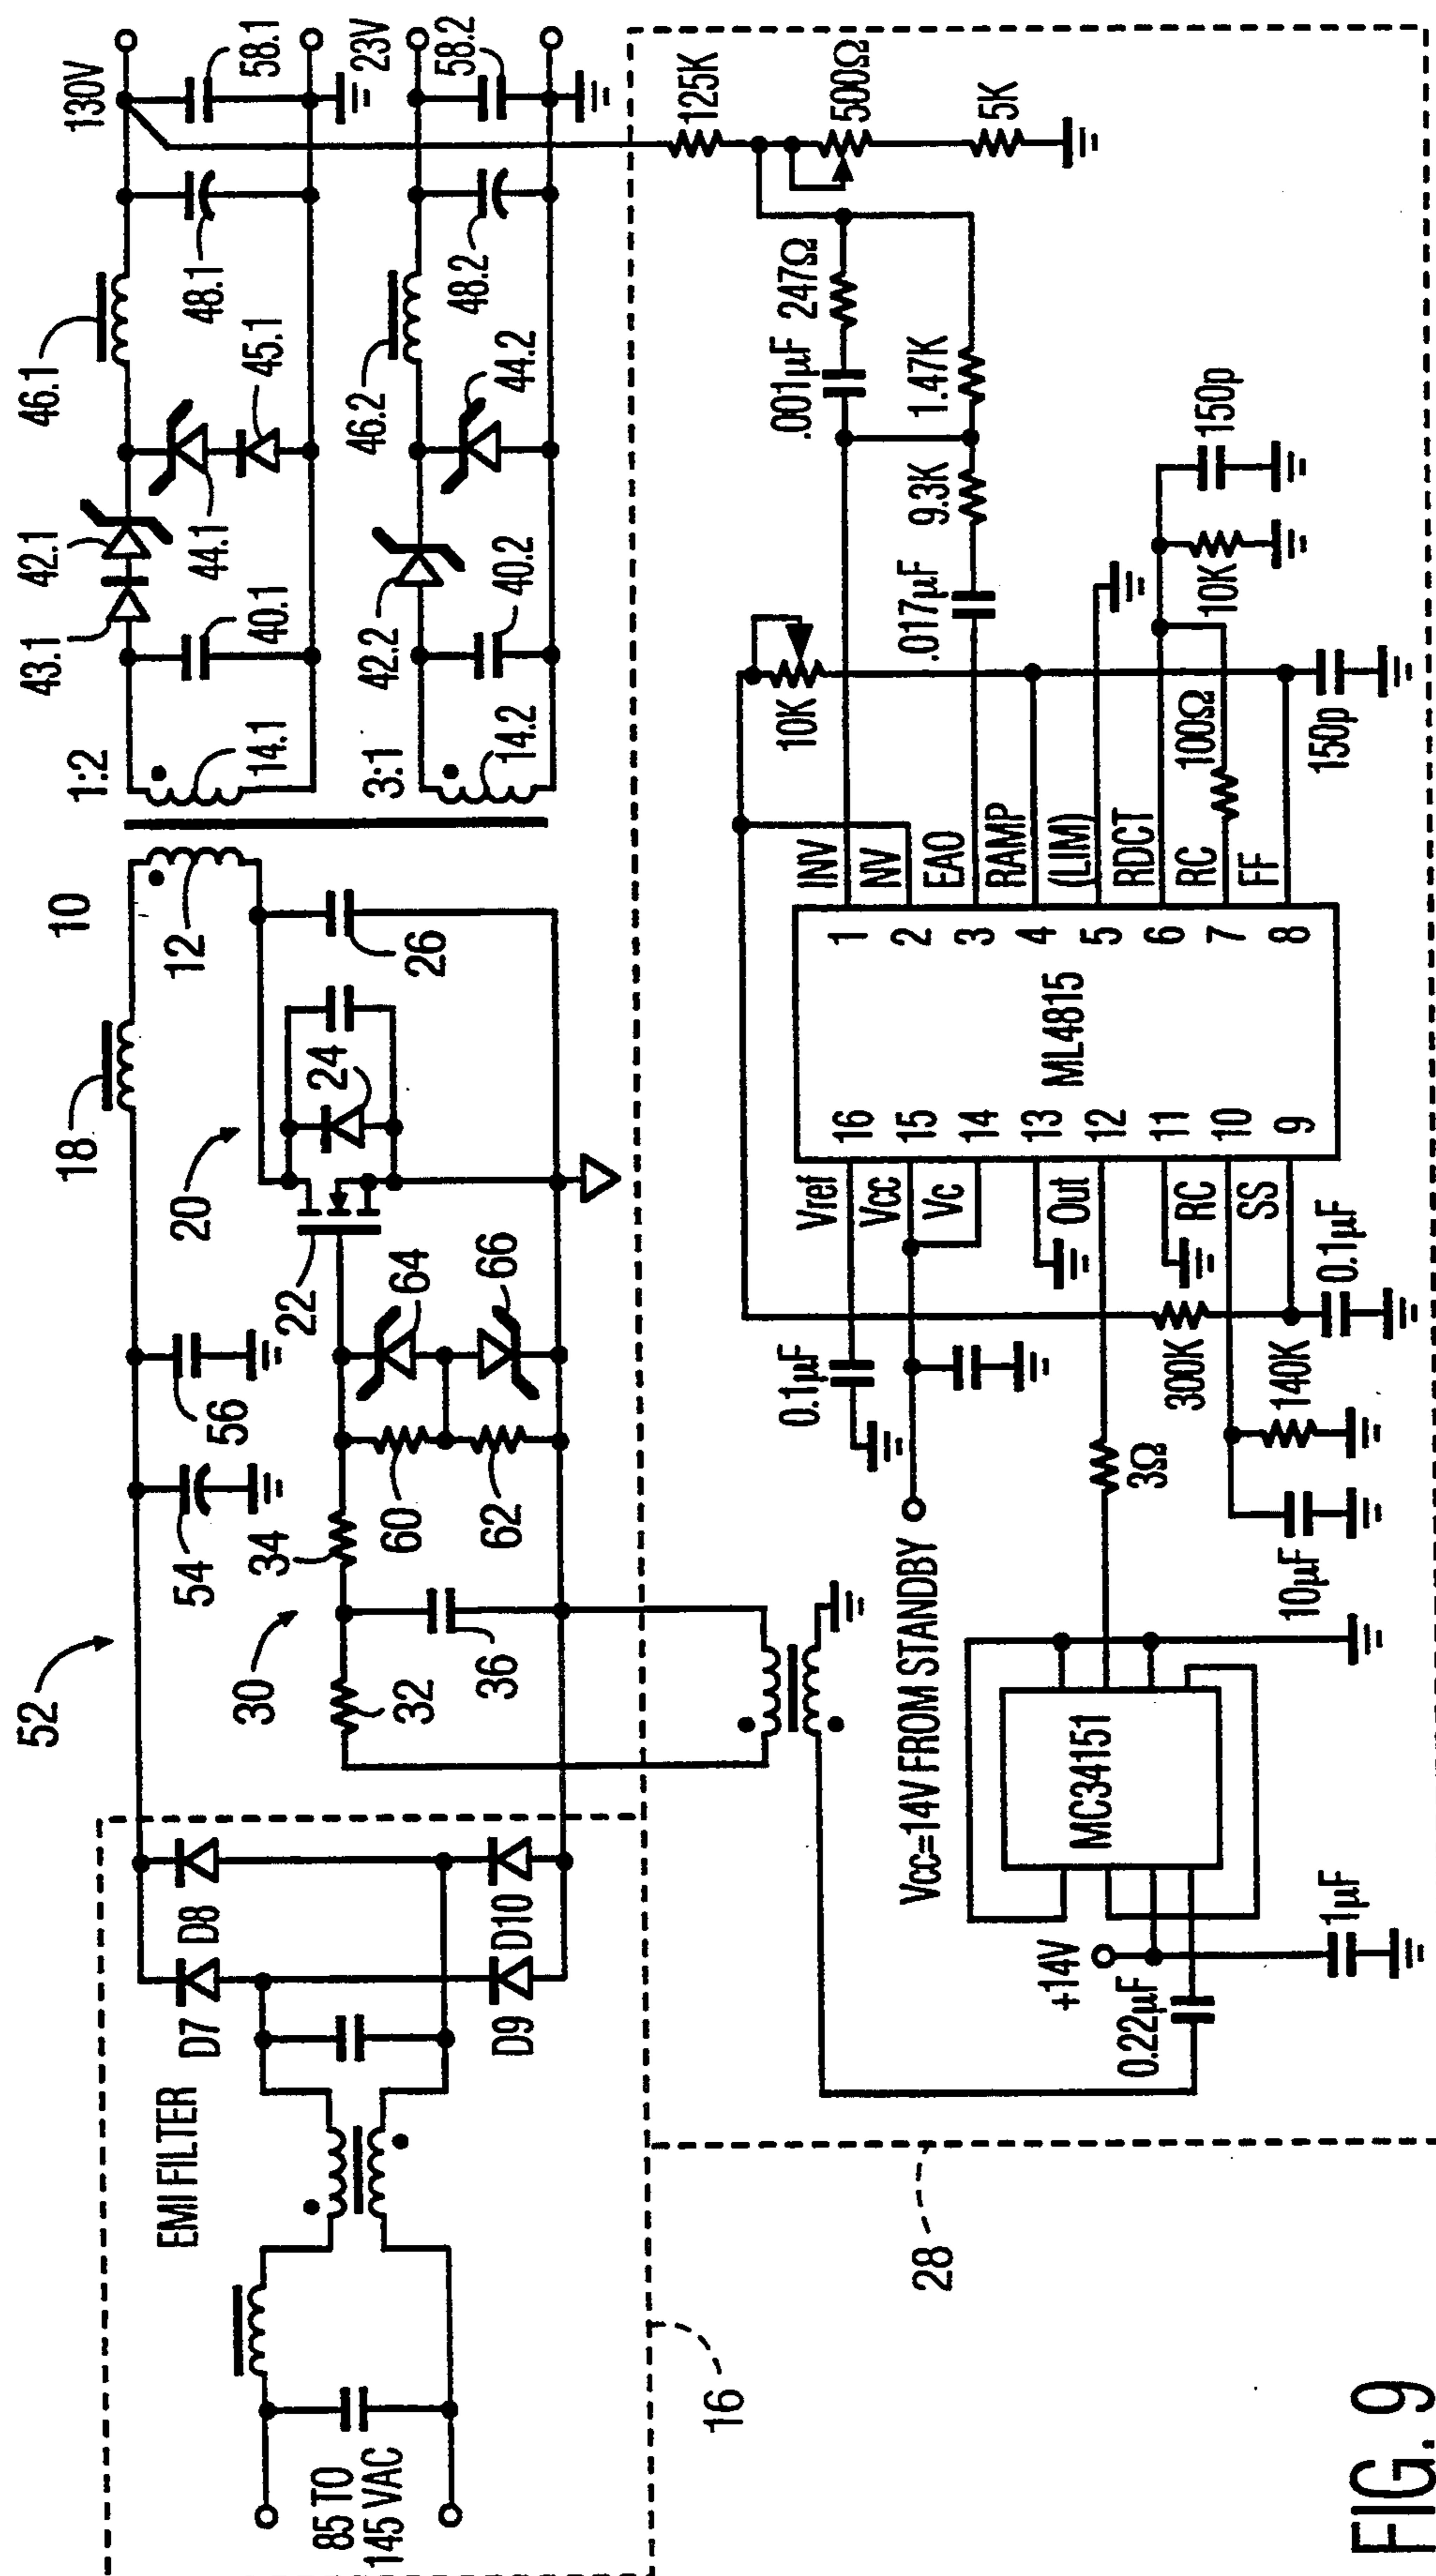 52
54
56
18
10
1:2
43.1
42.1
46.1
130V
12
14.1
40.1
44.1
45.1
48.1
58.1
EMI FILTER
D7
D8
30
34
20
22
24
26
3:1
42.2
46.2
23V
32
36
60
62
64
66
14.2
40.2
44.2
48.2
58.2
85 TO
145 VAC
D9
D10
16
28
125K
500Ω
5K
.001µF
247Ω
1.47K
9.3K
.017µF
10K
Vcc=14V FROM STANDBY
0.1µF
Vref
16
1
INV
Vcc
15
2
NV
Vc
14
3
EAO
13
4
RAMP
Out
12
5
(LIM)
11
6
RDCT
RC
10
7
RC
SS
9
8
FF
ML4815
100Ω
10K
150p
150p
+14V
0.22µF
1µF
MC34151
3Ω
10µF
140K
300K
0.1µF
FIG. 9